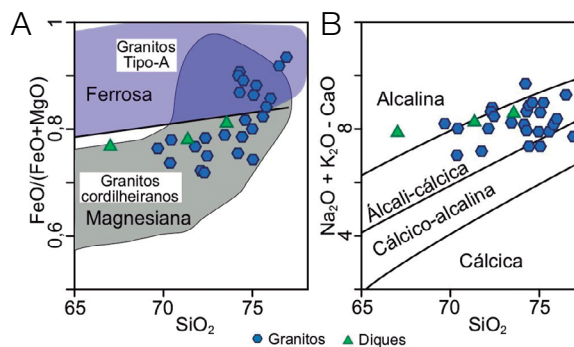 A
FeO/(FeO+MgO)
1
0,8
0,6
Granitos
Tipo-A
Ferrosa
Granitos
cordilheiranos
Magnesiana
65
70
75
SiO2
B
Na2O + K2O - CaO
8
4
Alcalina
Álcali-cálcica
Cálcico-alcalina
Cálcica
65
70
75
SiO2
Granitos
Diques